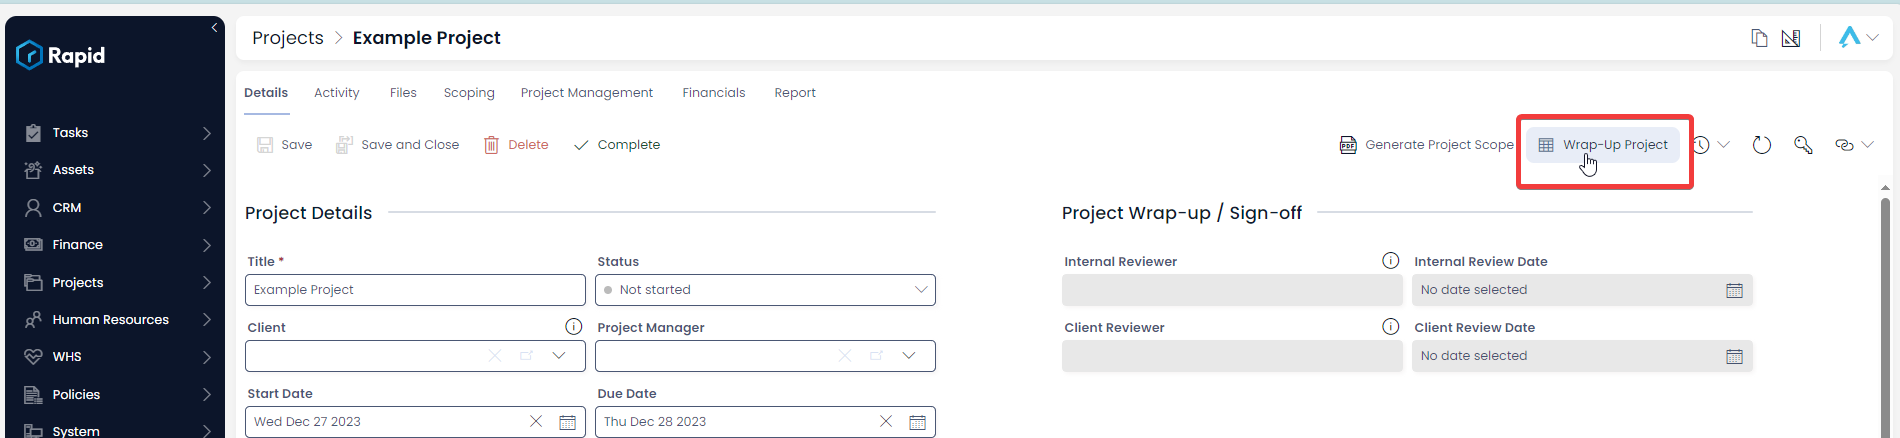 Rapid
Projects > Example Project
Details Activity Files Scoping Project Management Financials Report
Save Save and Close Delete Complete PDF Generate Project Scope Wrap-Up Project
Tasks
Assets
CRM
Finance
Projects
Human Resources
WHS
Policies
System
Project Details
Title *
Example Project
Status
Not started
Client
Project Manager
Start Date
Wed Dec 27 2023
Due Date
Thu Dec 28 2023
Project Wrap-up / Sign-off
Internal Reviewer
Internal Review Date
No date selected
Client Reviewer
Client Review Date
No date selected